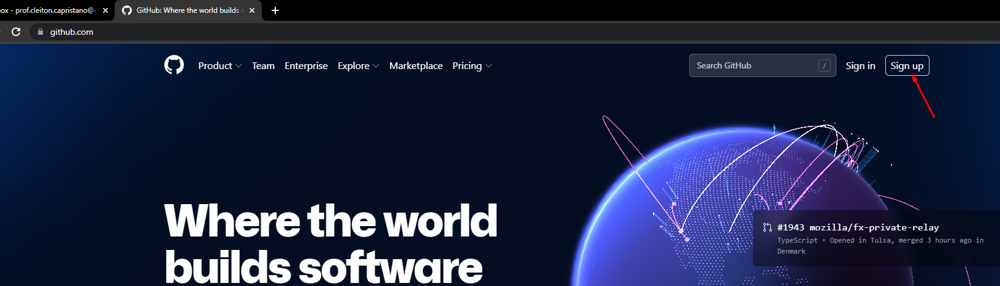 ox - prof.cleiton.capristano@g
GitHub: Where the world builds s
github.com
Product Team Enterprise Explore Marketplace Pricing
Search GitHub /
Sign in
Sign up
Where the world
builds software
#1943 mozilla/fx-private-relay
TypeScript • Opened in Tulsa, merged 3 hours ago in
Denmark